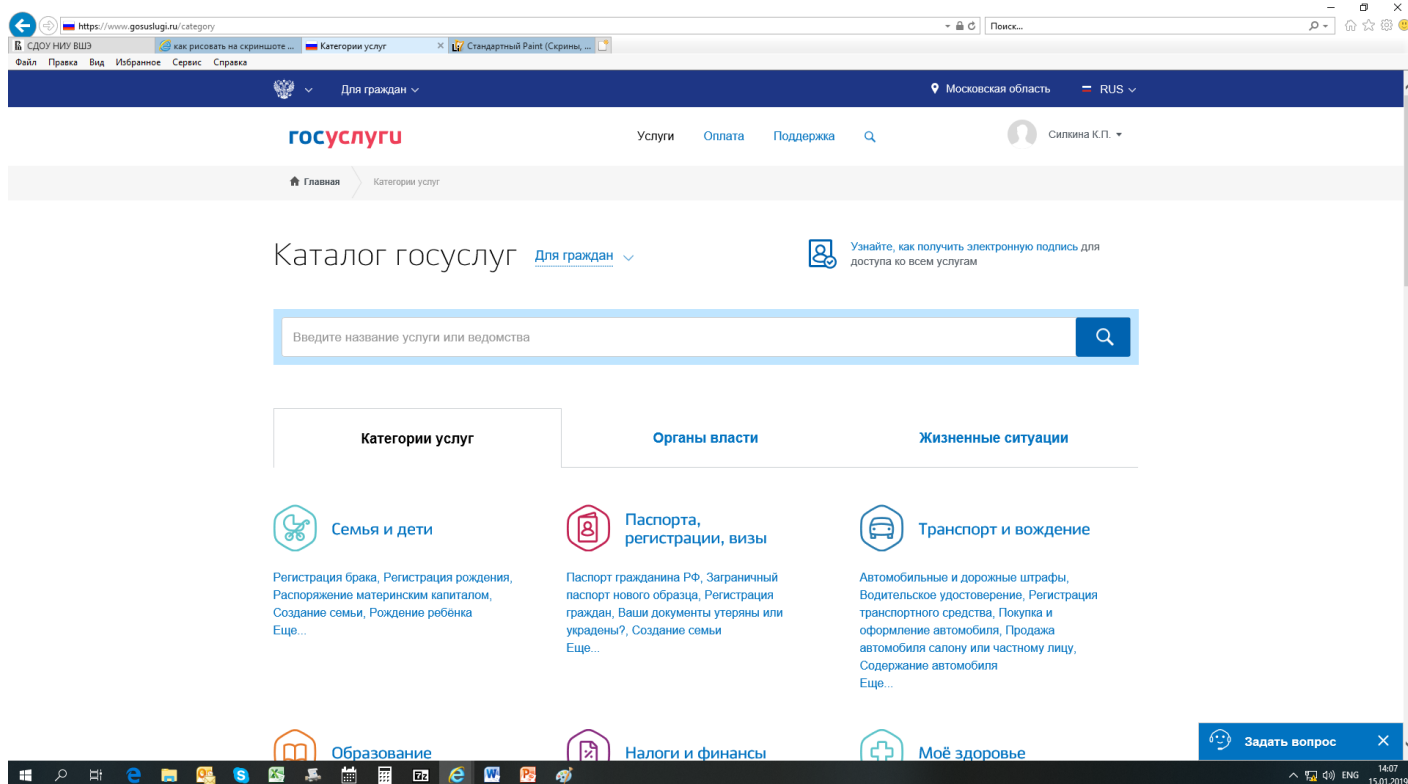 https://www.gosuslugi.ru/category
Поиск...
СДОУ НИУ ВШЭ
как рисовать на скриншоте ...
Категории услуг
Стандартный Paint (Скрины, ...
Файл Правка Вид Избранное Сервис Справка
Для граждан
Московская область
RUS
госуслуги
Услуги Оплата Поддержка
Силкина К.П.
Главная
Категории услуг
Каталог госуслуг
Для граждан
Узнайте, как получить электронную подпись для
доступа ко всем услугам
Введите название услуги или ведомства
Категории услуг
Органы власти
Жизненные ситуации
Семья и дети
Регистрация брака, Регистрация рождения,
Распоряжение материнским капиталом,
Создание семьи, Рождение ребёнка
Еще...
Паспорта,
регистрации, визы
Паспорт гражданина РФ, Заграничный
паспорт нового образца, Регистрация
граждан, Ваши документы утеряны или
украдены?, Создание семьи
Еще...
Транспорт и вождение
Автомобильные и дорожные штрафы,
Водительское удостоверение, Регистрация
транспортного средства, Покупка и
оформление автомобиля, Продажа
автомобиля салону или частному лицу,
Содержание автомобиля
Еще...
Образование
Налоги и финансы
Моё здоровье
Задать вопрос
ENG
14:07
15.01.2019